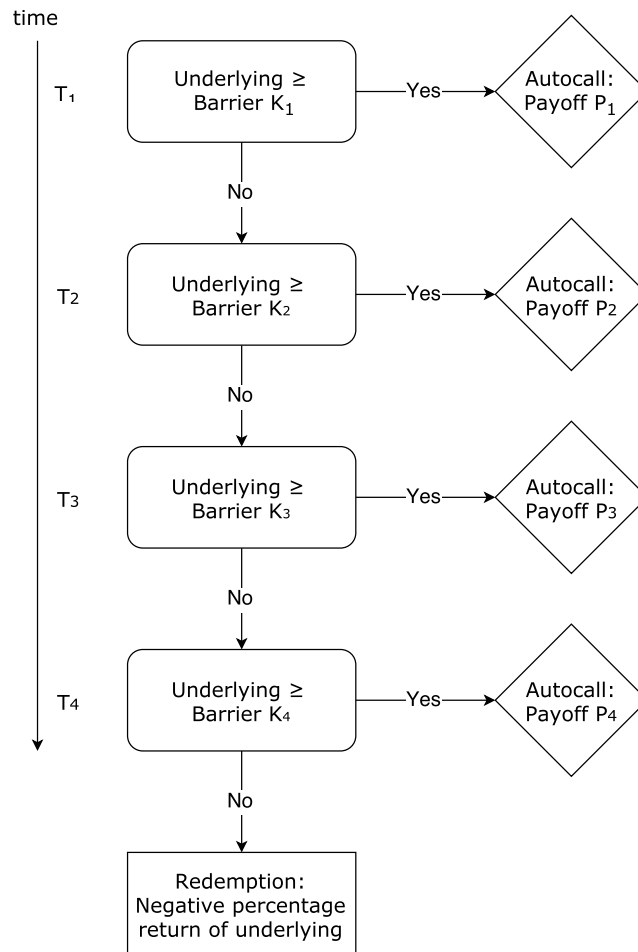 time
T₁
Underlying ≥
Barrier K₁
Yes
Autocall:
Payoff P₁
No
T₂
Underlying ≥
Barrier K₂
Yes
Autocall:
Payoff P₂
No
T₃
Underlying ≥
Barrier K₃
Yes
Autocall:
Payoff P₃
No
T₄
Underlying ≥
Barrier K₄
Yes
Autocall:
Payoff P₄
No
Redemption:
Negative percentage
return of underlying